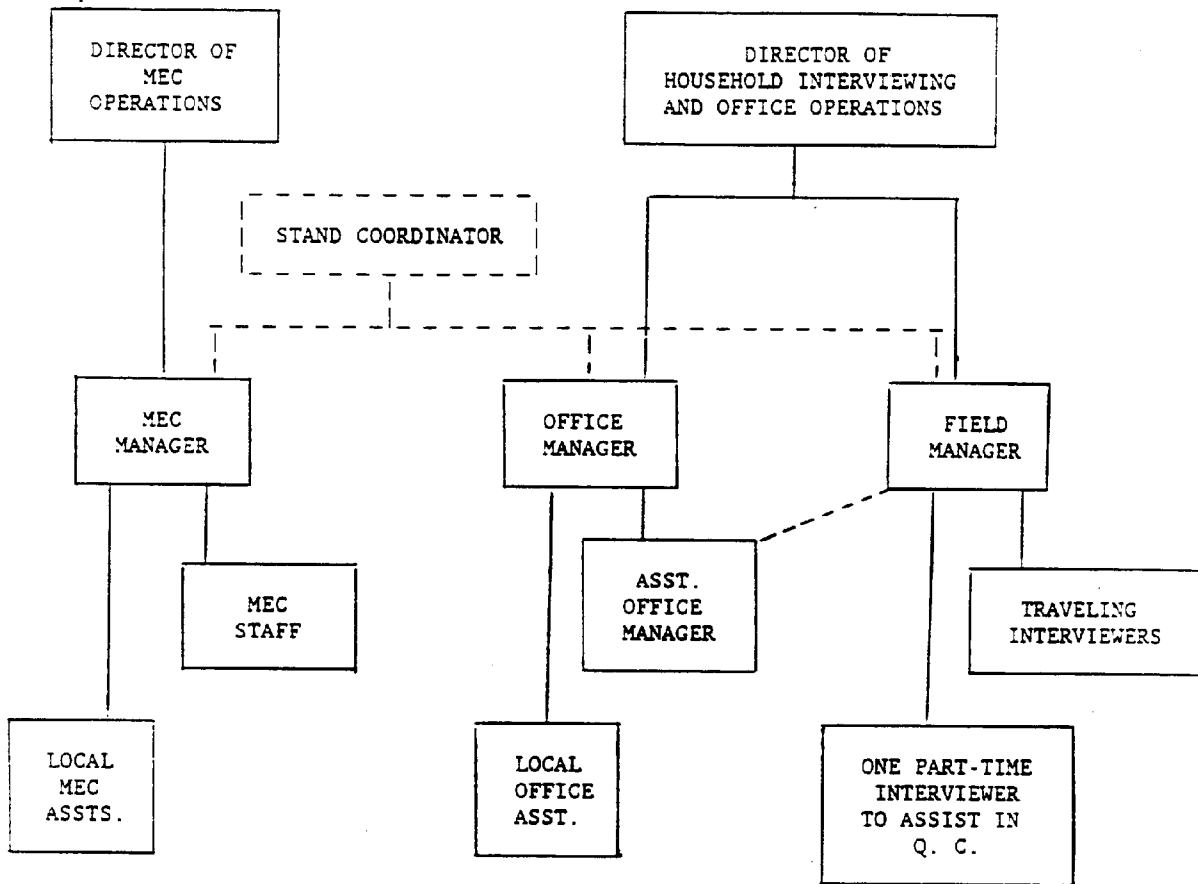 DIRECTOR OF
MEC
OPERATIONS
DIRECTOR OF
HOUSEHOLD INTERVIEWING
AND OFFICE OPERATIONS
STAND COORDINATOR
MEC
MANAGER
OFFICE
MANAGER
FIELD
MANAGER
MEC
STAFF
ASST.
OFFICE
MANAGER
TRAVELING
INTERVIEWERS
LOCAL
MEC
ASSTS.
LOCAL
OFFICE
ASST.
ONE PART-TIME
INTERVIEWER
TO ASSIST IN
Q. C.